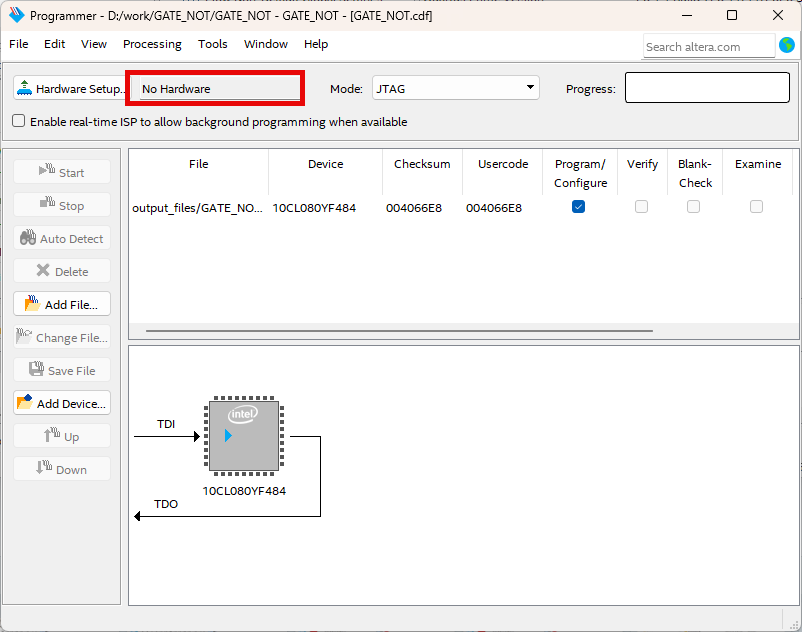 Programmer - D:/work/GATE_NOT/GATE_NOT - GATE_NOT - [GATE_NOT.cdf]
File Edit View Processing Tools Window Help
Search altera.com
Hardware Setup... No Hardware Mode: JTAG Progress:
Enable real-time ISP to allow background programming when available
Start
Stop
Auto Detect
Delete
Add File...
Change File...
Save File
Add Device...
Up
Down
File Device Checksum Usercode Program/ Verify Blank- Examine
Configure Check
output_files/GATE_NO... 10CL080YF484 004066E8 004066E8
intel
TDI
10CL080YF484
TDO